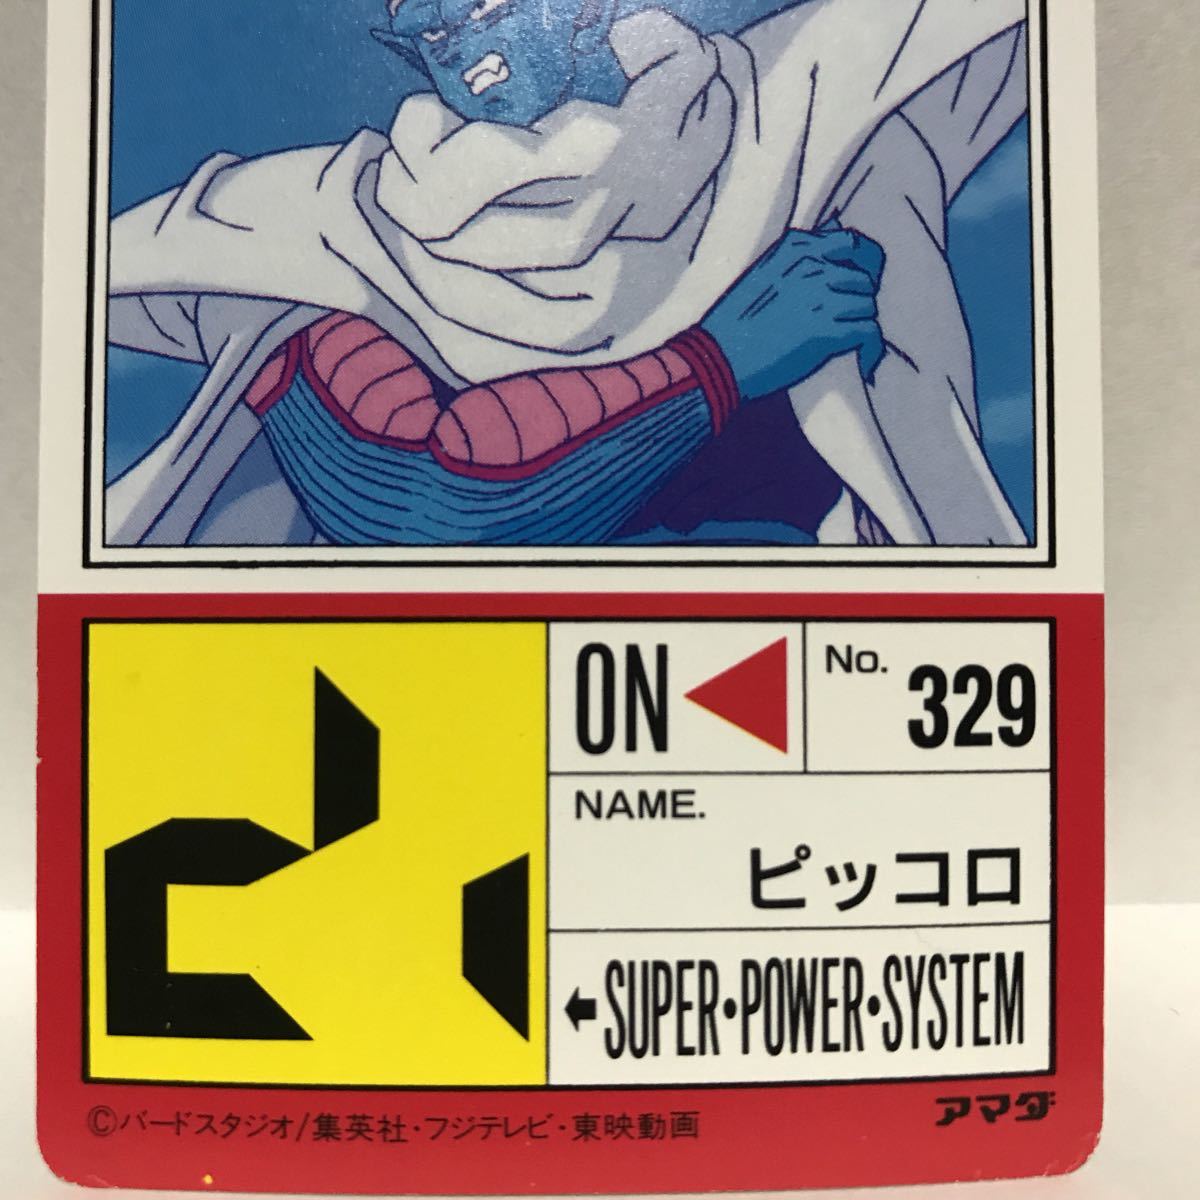 ON
No.
329
NAME.
ピッコロ
←SUPER・POWER・SYSTEM
©バードスタジオ/集英社・フジテレビ・東映動画
アマダ